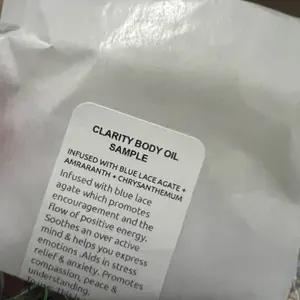 CLARITY BODY OIL
SAMPLE
INFUSED WITH BLUE LACE AGATE +
AMRARANTH + CHRYSANTHEMUM
Infused with blue lace
agate which promotes
encouragement and the
flow of positive energy.
Soothes an over active
mind & helps you express
emotions .Aids in stress
relief & anxiety. Promotes
compassion, peace &
understanding.